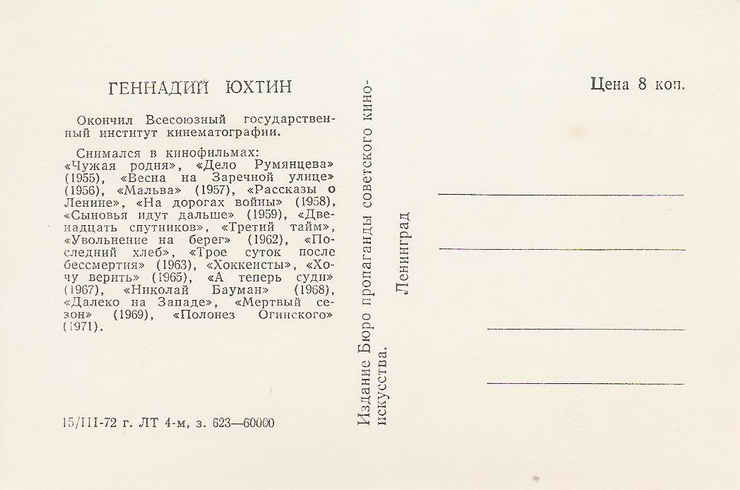 ГЕННАДИЙ ЮХТИН
Окончил Всесоюзный государствен-
ный институт кинематографии.
Снимался в кинофильмах:
«Чужая родня», «Дело Румянцева»
(1955), «Весна на Заречной улице»
(1956), «Мальва» (1957), «Рассказы о
Ленине», «На дорогах войны» (1958),
«Сыновья идут дальше» (1959), «Две-
надцать спутников», «Третий тайм»,
«Увольнение на берег» (1962), «По-
следний хлеб», «Трое суток после
бессмертия» (1963), «Хоккеисты», «Хо-
чу верить» (1965), «А теперь суди»
(1967), «Николай Бауман» (1968),
«Далеко на Западе», «Мертвый се-
зон» (1969), «Полонез Огинского»
(1971).
15/III-72 г. ЛТ 4-м, з. 623—60000
Издание Бюро пропаганды советского кино-
искусства.
Ленинград
Цена 8 коп.